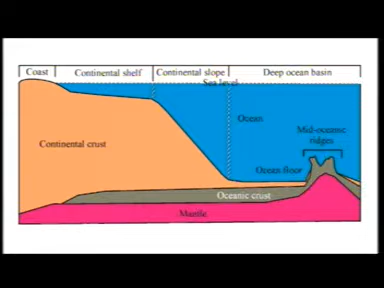 Coast
Continental shelf
Continental slope
Deep ocean basin
Sea level
Ocean
Mid-oceanic
ridges
Continental crust
Ocean floor
Oceanic crust
Mantle